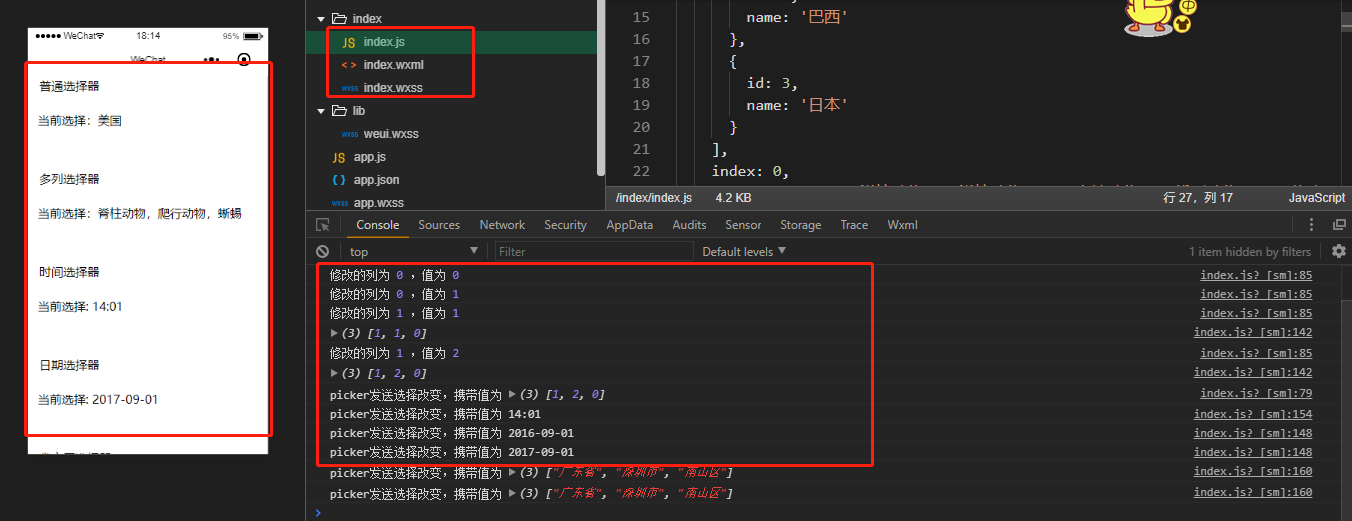 ●●●●● WeChat 18:14 95%
WeChat
普通选择器
当前选择：美国
多列选择器
当前选择：脊柱动物，爬行动物，蜥蜴
时间选择器
当前选择: 14:01
日期选择器
当前选择: 2017-09-01
index
JS index.js
< > index.wxml
wxss index.wxss
lib
wxss weui.wxss
JS app.js
{ } app.json
wxss app.wxss
15 name: '巴西'
16 },
17 {
18 id: 3,
19 name: '日本'
20 }
21 ],
22 index: 0,
/index/index.js 4.2 KB 行 27，列 17 JavaScript
Console Sources Network Security AppData Audits Sensor Storage Trace Wxml
top Filter Default levels 1 item hidden by filters
修改的列为 0 ，值为 0 index.js? [sm]:85
修改的列为 0 ，值为 1 index.js? [sm]:85
修改的列为 1 ，值为 1 index.js? [sm]:85
(3) [1, 1, 0] index.js? [sm]:142
修改的列为 1 ，值为 2 index.js? [sm]:85
(3) [1, 2, 0] index.js? [sm]:142
picker发送选择改变，携带值为 (3) [1, 2, 0] index.js? [sm]:79
picker发送选择改变，携带值为 14:01 index.js? [sm]:154
picker发送选择改变，携带值为 2016-09-01 index.js? [sm]:148
picker发送选择改变，携带值为 2017-09-01 index.js? [sm]:148
picker发送选择改变，携带值为 (3) ["广东省", "深圳市", "南山区"] index.js? [sm]:160
picker发送选择改变，携带值为 (3) ["广东省", "深圳市", "南山区"] index.js? [sm]:160
>